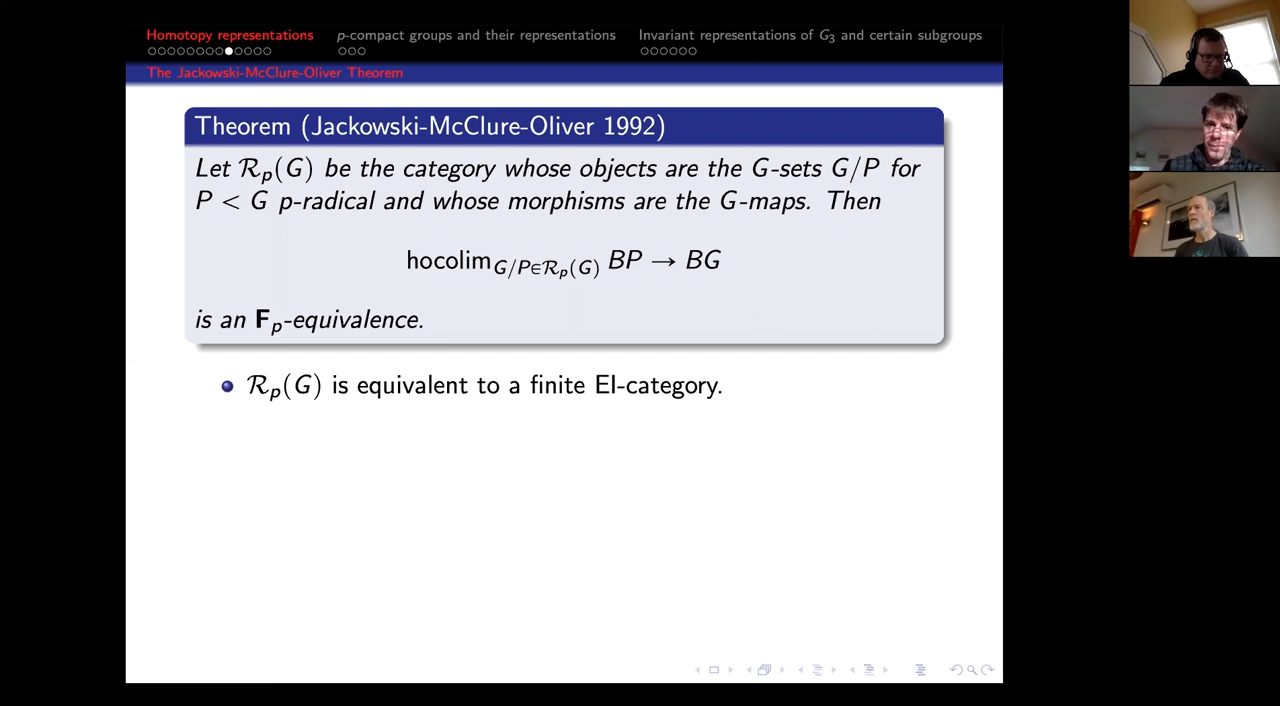 Homotopy representations p-compact groups and their representations Invariant representations of G₃ and certain subgroups
The Jackowski-McClure-Oliver Theorem
Theorem (Jackowski-McClure-Oliver 1992)
Let ℛₚ(G) be the category whose objects are the G-sets G/P for
P < G p-radical and whose morphisms are the G-maps. Then
hocolim_{G/P∈ℛₚ(G)} BP → BG
is an 𝐅ₚ-equivalence.
ℛₚ(G) is equivalent to a finite EI-category.